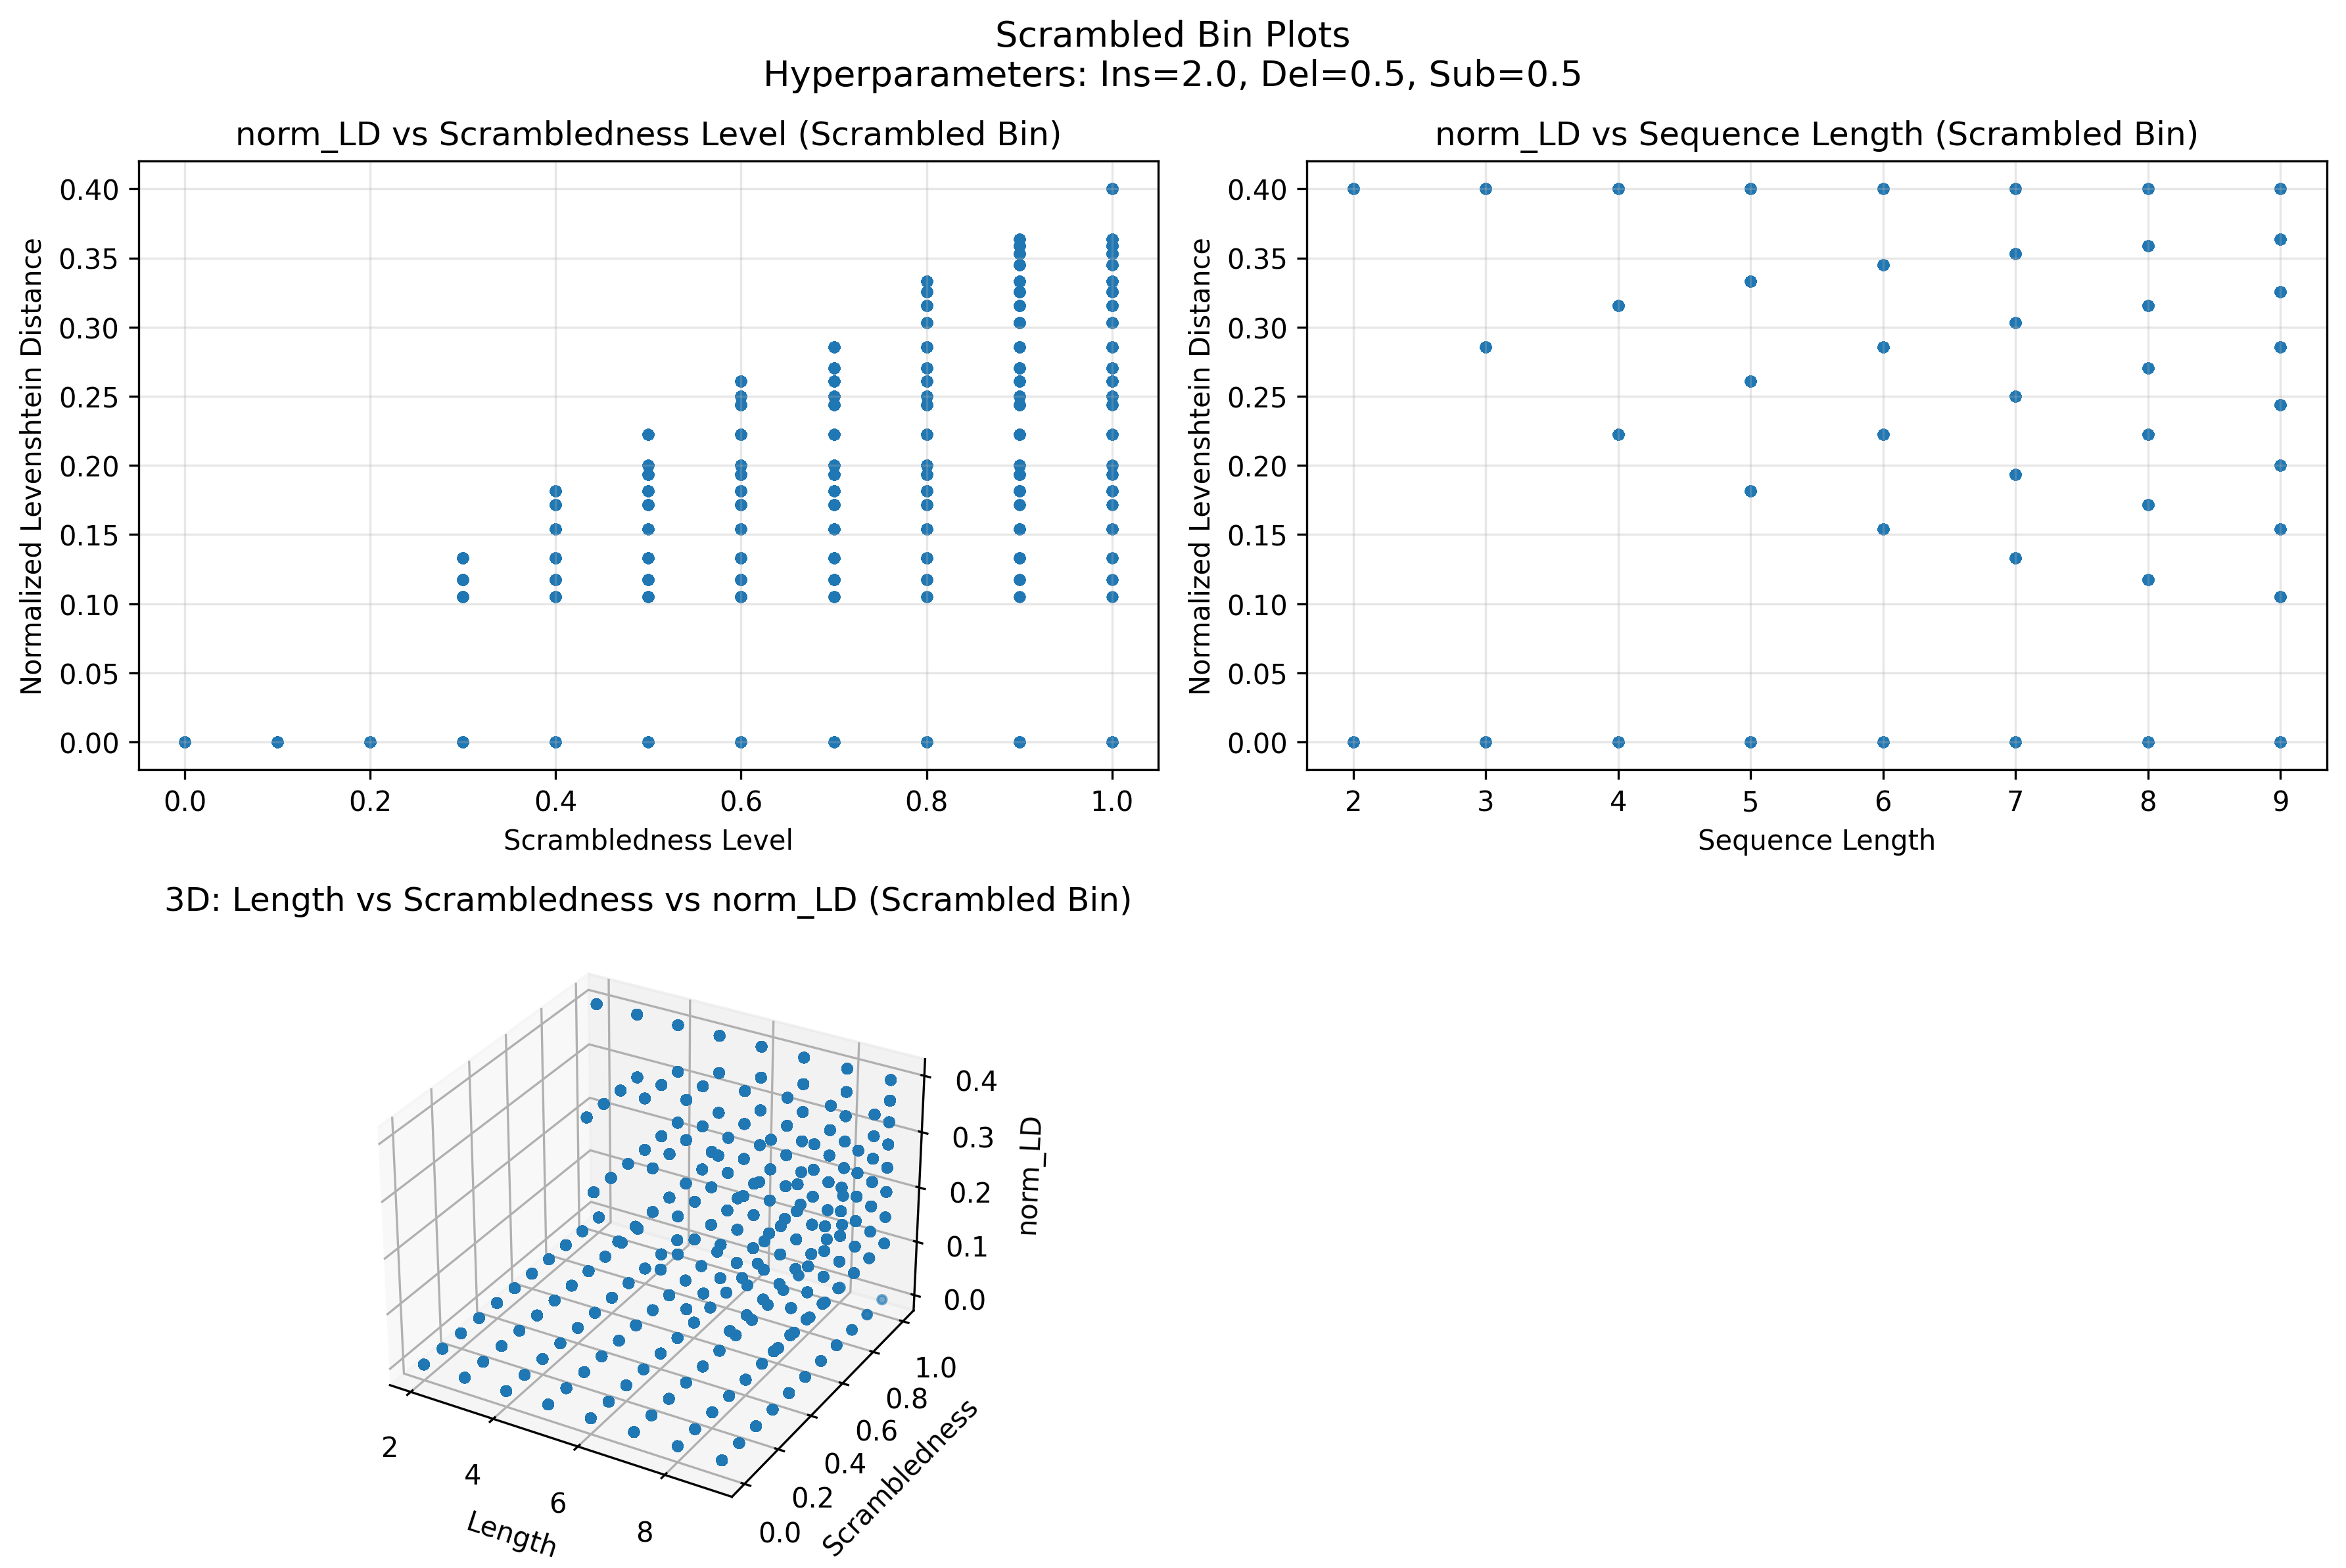 Scrambled Bin Plots
Hyperparameters: Ins=2.0, Del=0.5, Sub=0.5
norm_LD vs Scrambledness Level (Scrambled Bin)
Normalized Levenshtein Distance
0.40
0.35
0.30
0.25
0.20
0.15
0.10
0.05
0.00
0.0 0.2 0.4 0.6 0.8 1.0
Scrambledness Level
norm_LD vs Sequence Length (Scrambled Bin)
Normalized Levenshtein Distance
0.40
0.35
0.30
0.25
0.20
0.15
0.10
0.05
0.00
2 3 4 5 6 7 8 9
Sequence Length
3D: Length vs Scrambledness vs norm_LD (Scrambled Bin)
2 4 6 8
Length
0.0 0.2 0.4 0.6 0.8 1.0
Scrambledness
0.4
0.3
0.2
0.1
0.0
norm_LD